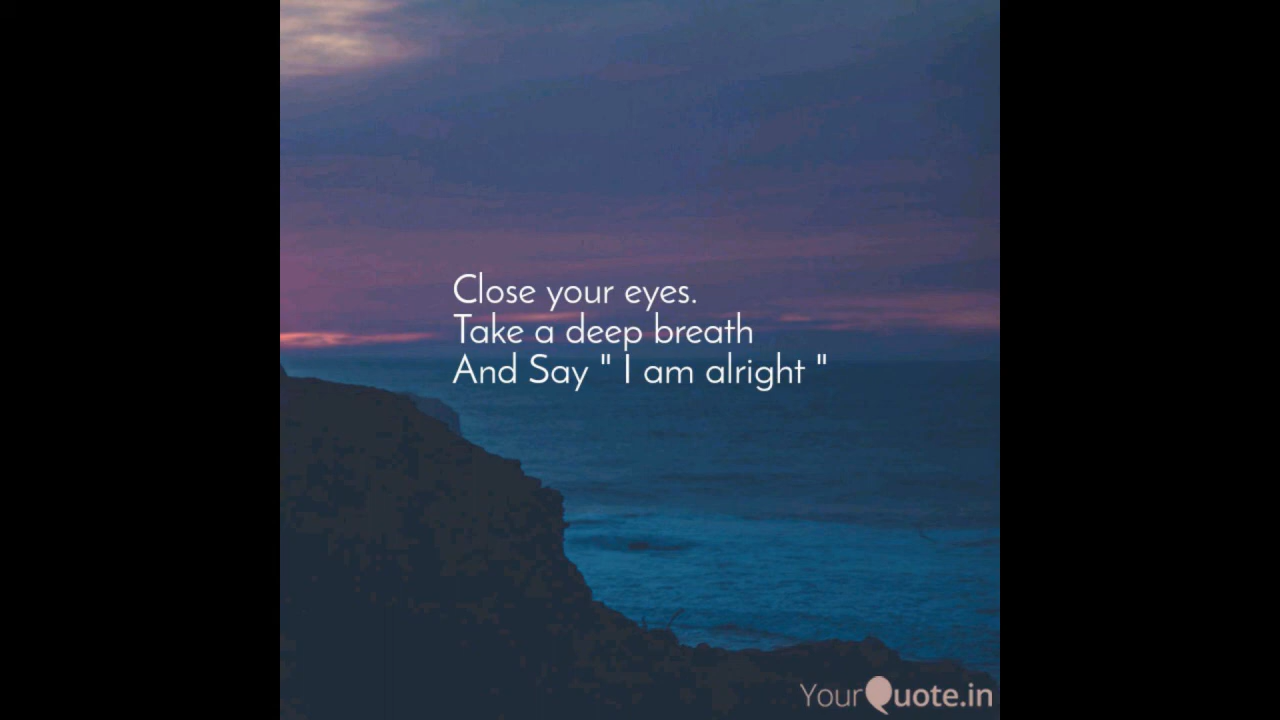 Close your eyes.
Take a deep breath
And Say " I am alright "
YourQuote.in